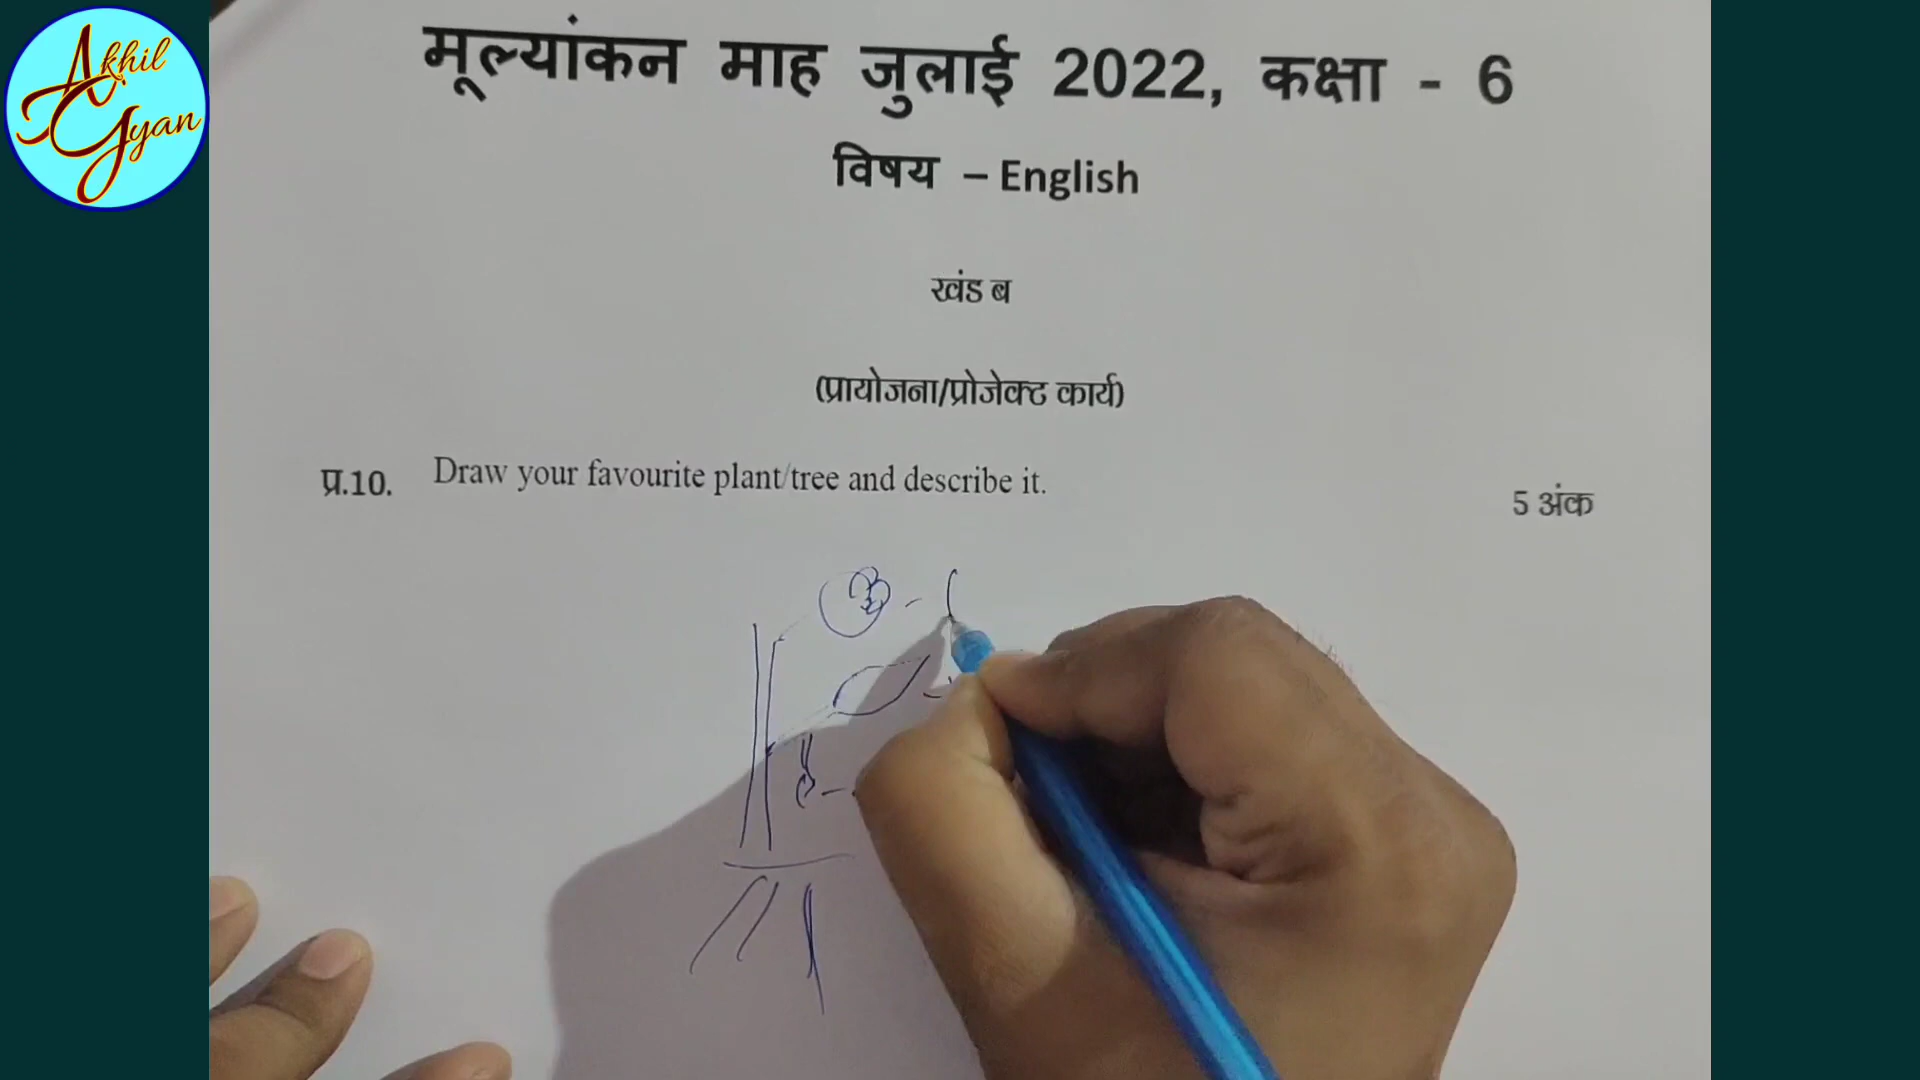 Akhil
Gyan
मूल्यांकन माह जुलाई 2022, कक्षा - 6
विषय – English
खंड ब
(प्रायोजना/प्रोजेक्ट कार्य)
प्र.10. Draw your favourite plant/tree and describe it.
5 अंक